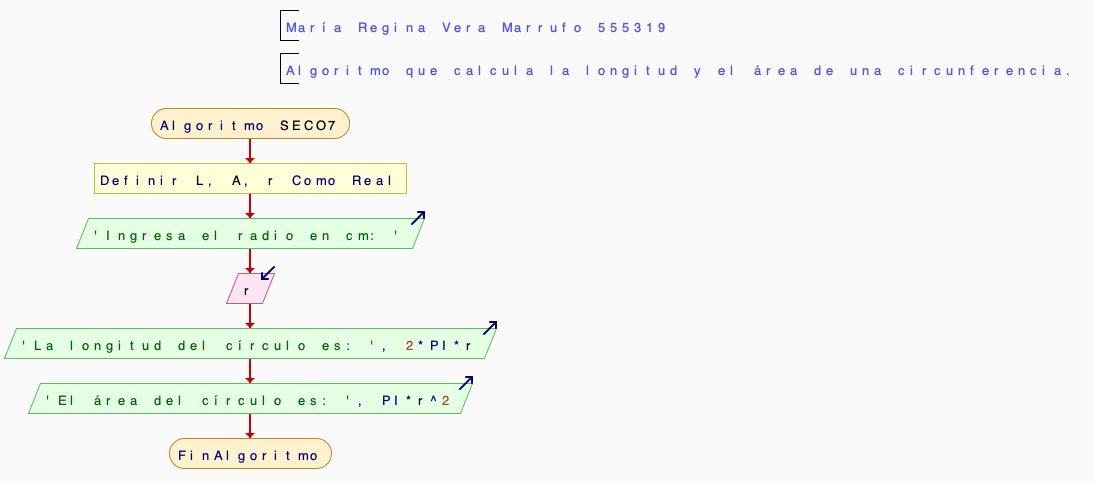 María Regina Vera Marrufo 555319
Algoritmo que calcula la longitud y el área de una circunferencia.
Algoritmo SECO7
Definir L, A, r Como Real
'Ingresa el radio en cm: '
r
'La longitud del círculo es: ', 2*PI*r
'El área del círculo es: ', PI*r^2
FinAlgoritmo